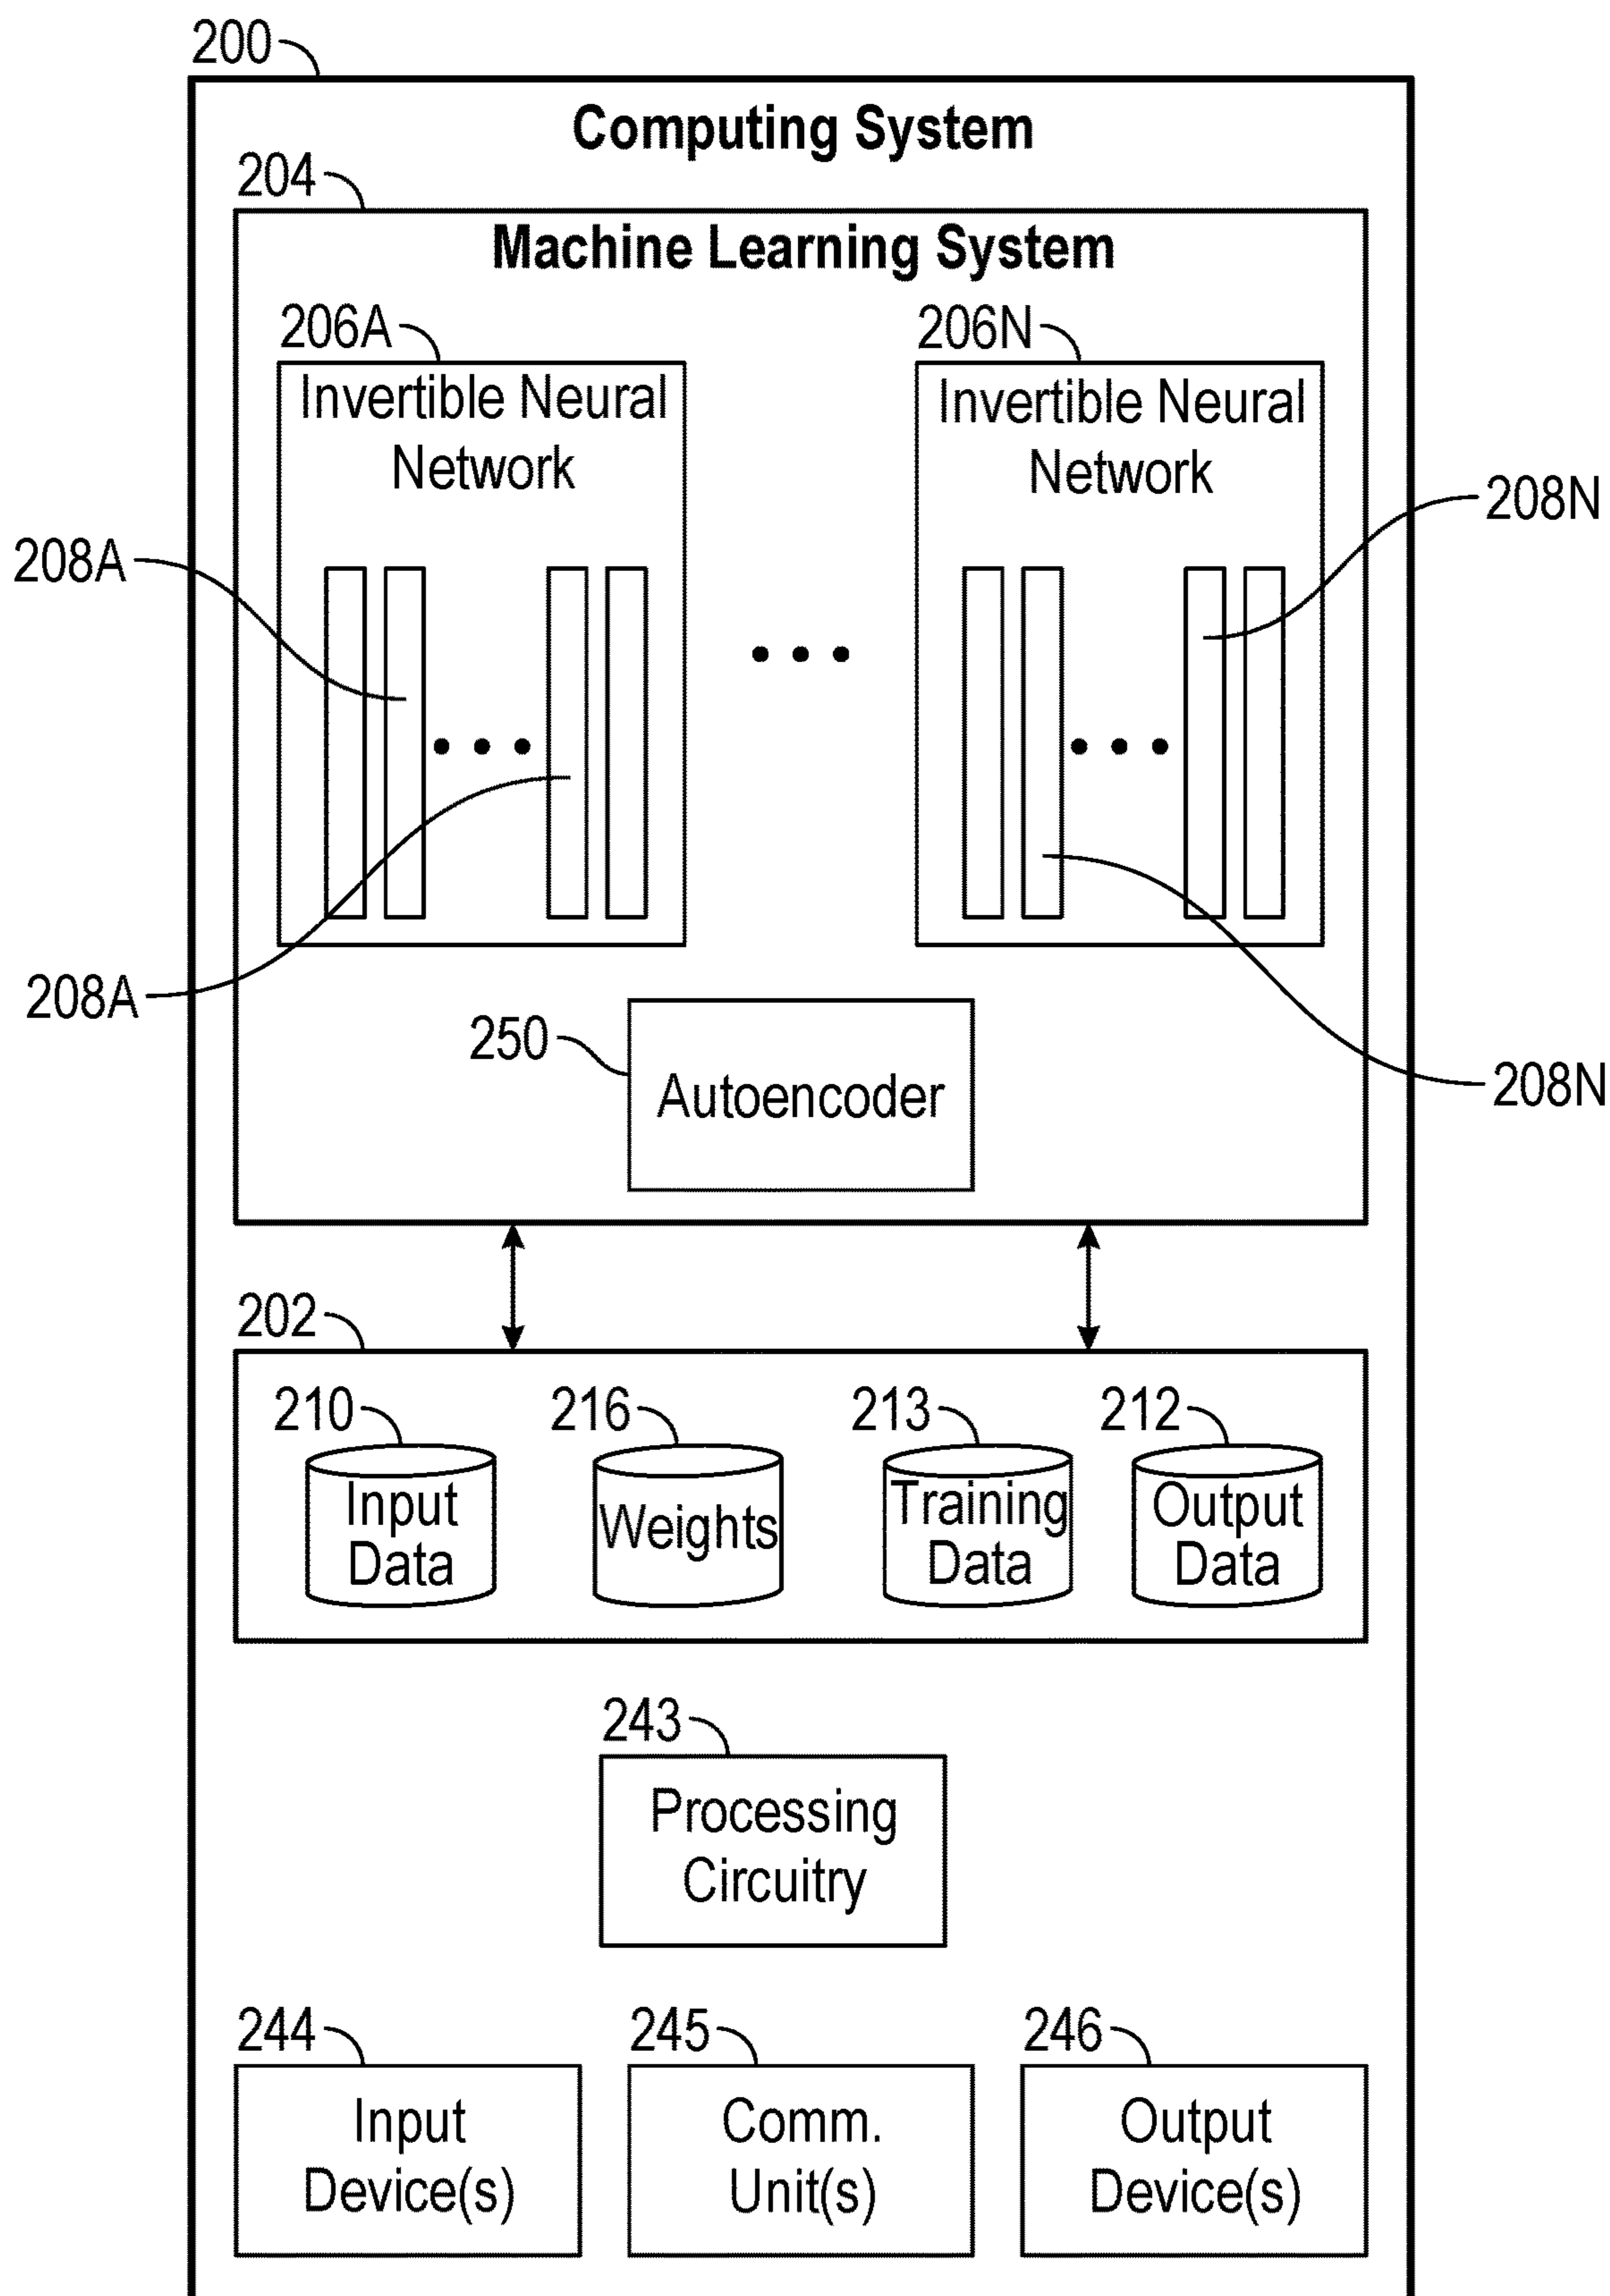 200
Computing System
204
Machine Learning System
206A
206N
Invertible Neural
Network
Invertible Neural
Network
208N
208A
208A
250
Autoencoder
208N
202
210
216
213
212
Input
Data
Weights
Training
Data
Output
Data
243
Processing
Circuitry
244
245
246
Input
Device(s)
Comm.
Unit(s)
Output
Device(s)